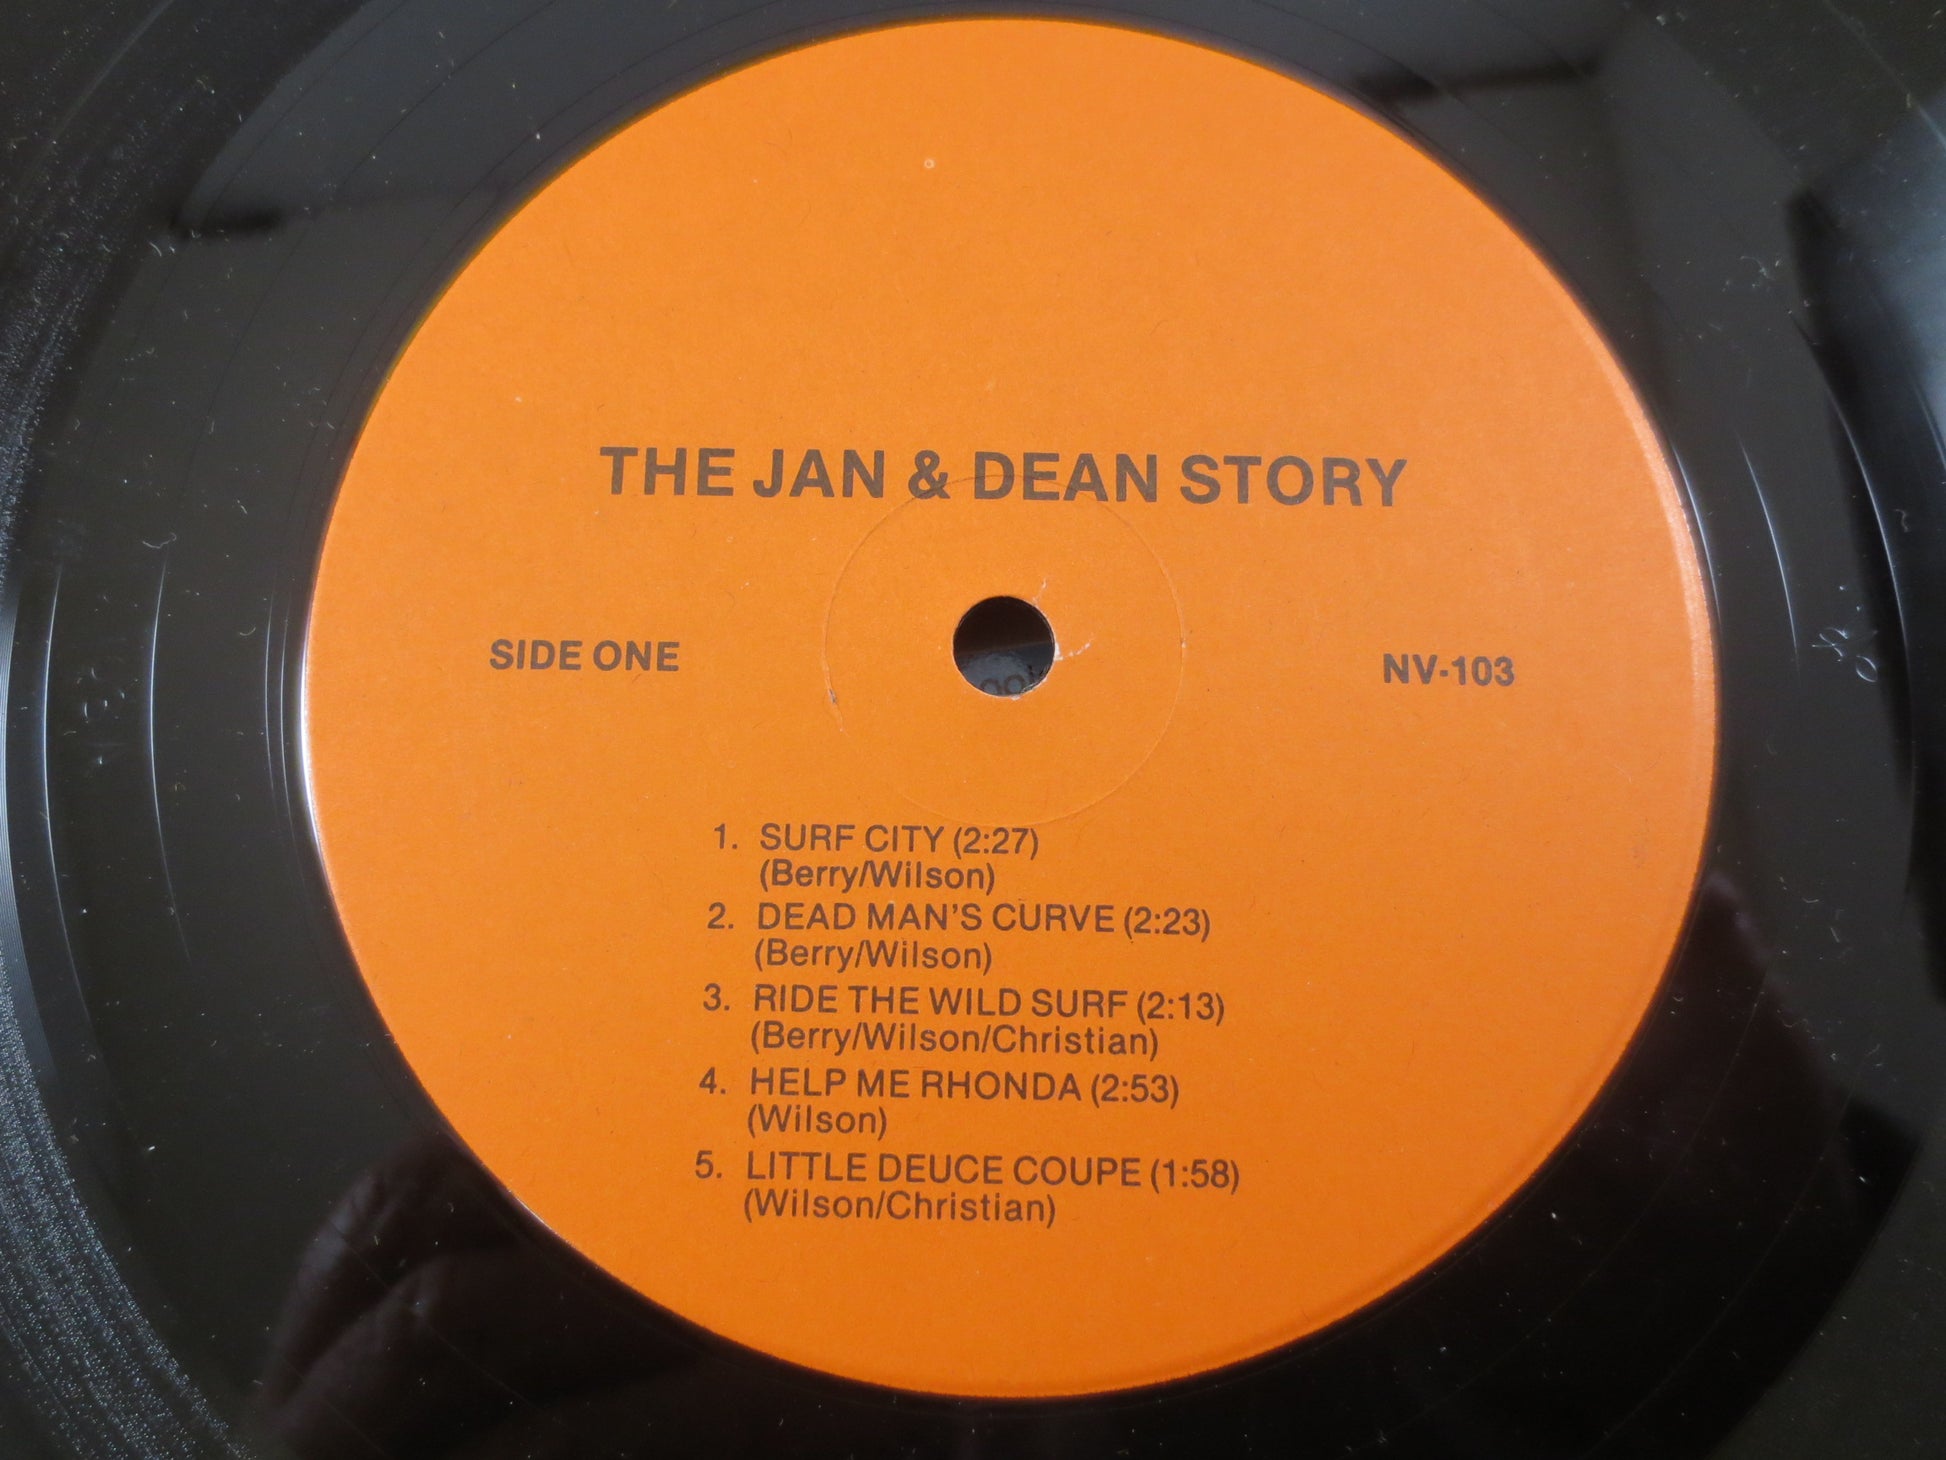 THE JAN & DEAN STORY
SIDE ONE
NV-103
1. SURF CITY (2:27)
(Berry/Wilson)
2. DEAD MAN'S CURVE (2:23)
(Berry/Wilson)
3. RIDE THE WILD SURF (2:13)
(Berry/Wilson/Christian)
4. HELP ME RHONDA (2:53)
(Wilson)
5. LITTLE DEUCE COUPE (1:58)
(Wilson/Christian)